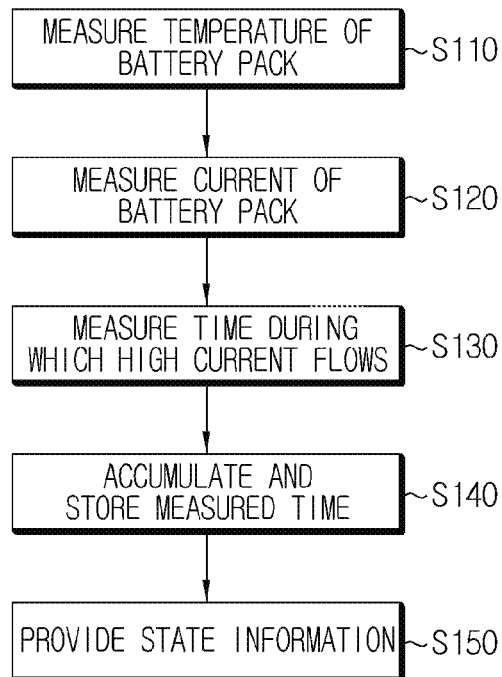 MEASURE TEMPERATURE OF
BATTERY PACK
S110
MEASURE CURRENT OF
BATTERY PACK
S120
MEASURE TIME DURING
WHICH HIGH CURRENT FLOWS
S130
ACCUMULATE AND
STORE MEASURED TIME
S140
PROVIDE STATE INFORMATION
S150